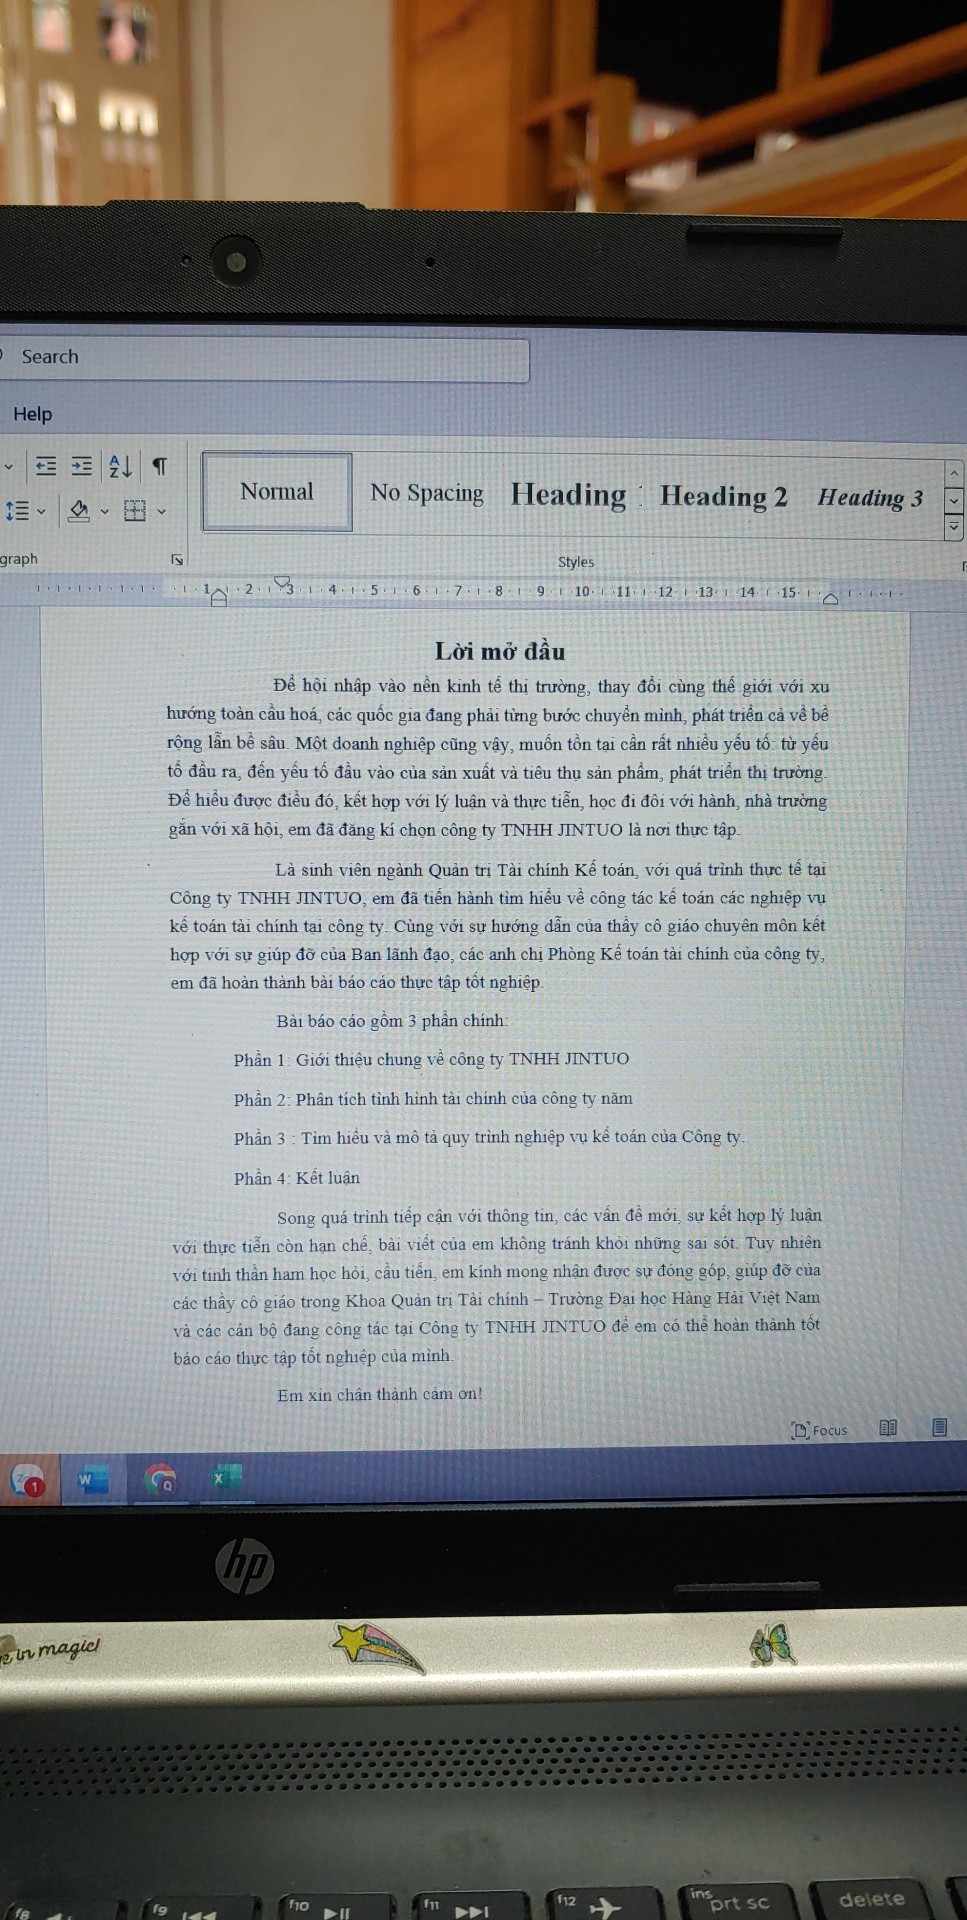 Search
Help
Normal
No Spacing
Heading 1
Heading 2
Heading 3
graph
Styles
1 2 3 4 5 6 7 8 9 10 11 12 13 14 15
Lời mở đầu
Để hội nhập vào nền kinh tế thị trường, thay đổi cùng thế giới với xu
hướng toàn cầu hoá, các quốc gia đang phải từng bước chuyển mình, phát triển cả về bề
rộng lẫn bề sâu. Một doanh nghiệp cũng vậy, muốn tồn tại cần rất nhiều yếu tố: từ yếu
tố đầu ra, đến yếu tố đầu vào của sản xuất và tiêu thụ sản phẩm, phát triển thị trường.
Để hiểu được điều đó, kết hợp với lý luận và thực tiễn, học đi đôi với hành, nhà trường
gắn với xã hội, em đã đăng kí chọn công ty TNHH JINTUO là nơi thực tập.
Là sinh viên ngành Quản trị Tài chính Kế toán, với quá trình thực tế tại
Công ty TNHH JINTUO, em đã tiến hành tìm hiểu về công tác kế toán các nghiệp vụ
kế toán tài chính tại công ty. Cùng với sự hướng dẫn của thầy cô giáo chuyên môn kết
hợp với sự giúp đỡ của Ban lãnh đạo, các anh chị Phòng Kế toán tài chính của công ty,
em đã hoàn thành bài báo cáo thực tập tốt nghiệp.
Bài báo cáo gồm 3 phần chính:
Phần 1: Giới thiệu chung về công ty TNHH JINTUO
Phần 2: Phân tích tình hình tài chính của công ty năm
Phần 3 : Tìm hiểu và mô tả quy trình nghiệp vụ kế toán của Công ty.
Phần 4: Kết luận
Song quá trình tiếp cận với thông tin, các vấn đề mới, sự kết hợp lý luận
với thực tiễn còn hạn chế, bài viết của em không tránh khỏi những sai sót. Tuy nhiên
với tinh thần ham học hỏi, cầu tiến, em kính mong nhận được sự đóng góp, giúp đỡ của
các thầy cô giáo trong Khoa Quản trị Tài chính – Trường Đại học Hàng Hải Việt Nam
và các cán bộ đang công tác tại Công ty TNHH JINTUO để em có thể hoàn thành tốt
báo cáo thực tập tốt nghiệp của mình.
Em xin chân thành cảm ơn!
Focus
1
W
Q
X
hp
in magic!
f8
f9
f10
f11
f12
ins
prt sc
delete